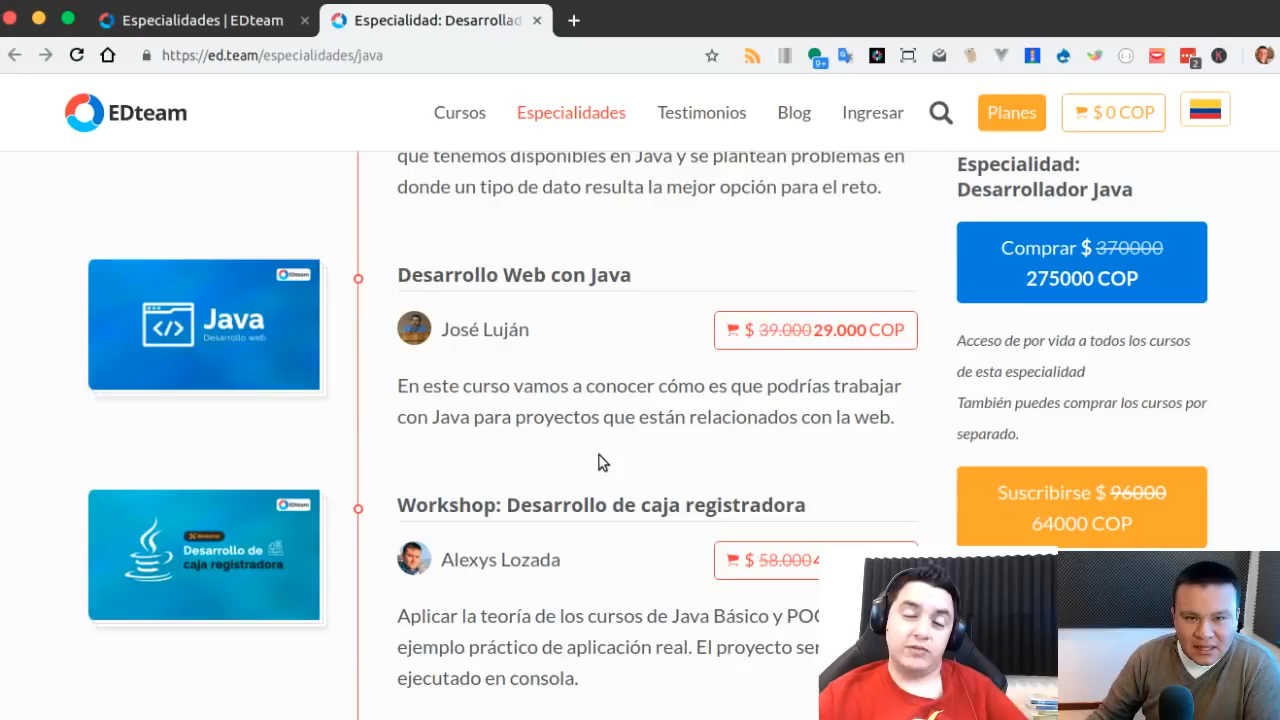 Especialidades | EDteam
Especialidad: Desarrollad
https://ed.team/especialidades/java
9+
2
EDteam
Cursos
Especialidades
Testimonios
Blog
Ingresar
Planes
$ 0 COP
que tenemos disponibles en Java y se plantean problemas en
donde un tipo de dato resulta la mejor opción para el reto.
EDteam
Java
Desarrollo web
Desarrollo Web con Java
José Luján
$ 39.000 29.000 COP
En este curso vamos a conocer cómo es que podrías trabajar
con Java para proyectos que están relacionados con la web.
EDteam
Workshop
Desarrollo de
caja registradora
Workshop: Desarrollo de caja registradora
Alexys Lozada
$ 58.000
Aplicar la teoría de los cursos de Java Básico y POO
ejemplo práctico de aplicación real. El proyecto ser
ejecutado en consola.
Especialidad:
Desarrollador Java
Comprar $ 370000
275000 COP
Acceso de por vida a todos los cursos
de esta especialidad
También puedes comprar los cursos por
separado.
Suscribirse $ 96000
64000 COP